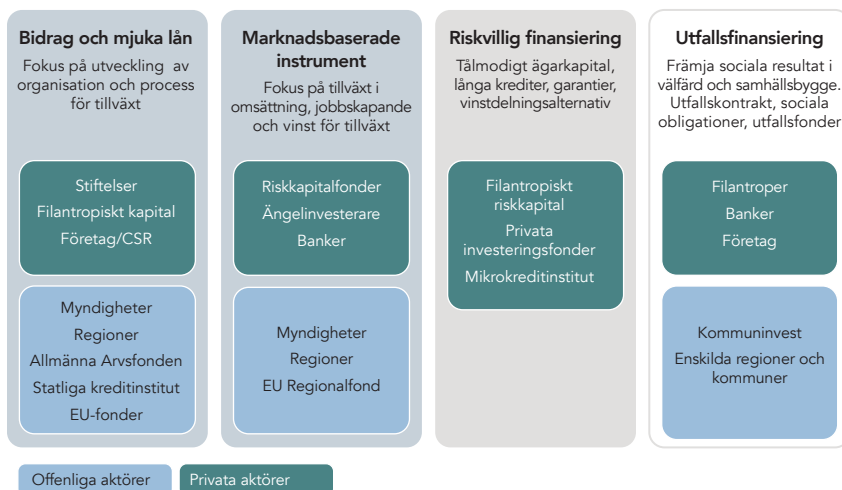 Bidrag och mjuka lån
Fokus på utveckling av
organisation och process
för tillväxt
Stiftelser
Filantropiskt kapital
Företag/CSR
Myndigheter
Regioner
Allmänna Arvsfonden
Statliga kreditinstitut
EU-fonder
Marknadsbaserade
instrument
Fokus på tillväxt i
omsättning, jobbskapande
och vinst för tillväxt
Riskkapitalfonder
Ängelinvesterare
Banker
Myndigheter
Regioner
EU Regionalfond
Riskvillig finansiering
Tålmodigt ägarkapital,
långa krediter, garantier,
vinstdelningsalternativ
Filantropiskt
riskkapital
Privata
investeringsfonder
Mikrokreditinstitut
Utfallsfinansiering
Främja sociala resultat i
välfärd och samhällsbygge.
Utfallskontrakt, sociala
obligationer, utfallsfonder
Filantroper
Banker
Företag
Kommuninvest
Enskilda regioner och
kommuner
Offentliga aktörer
Privata aktörer